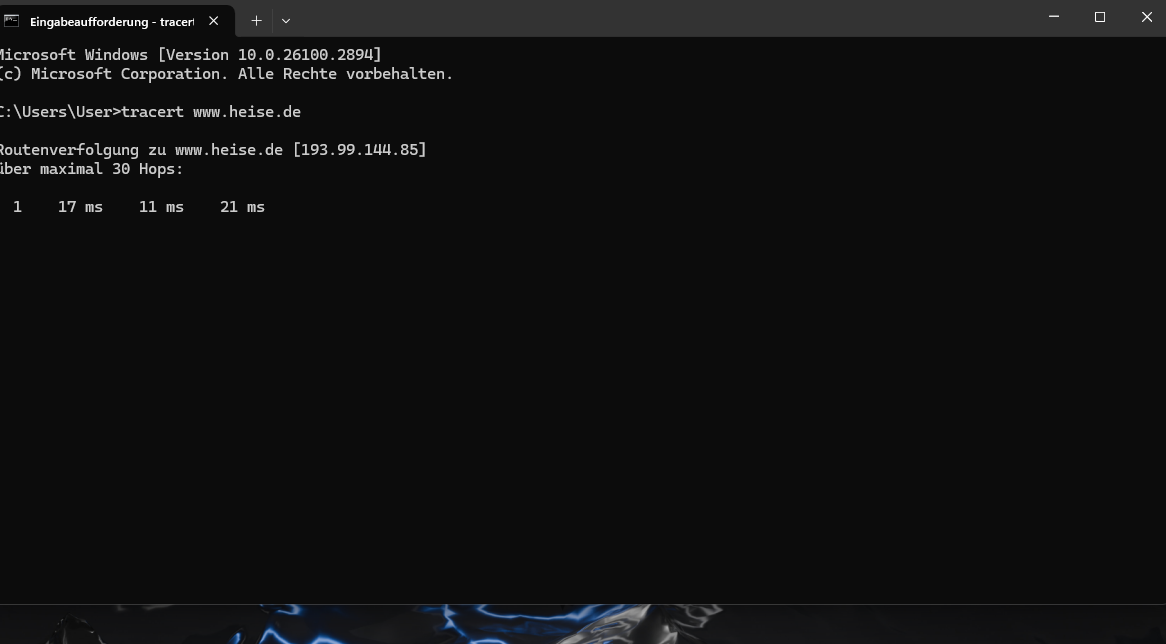 Eingabeaufforderung - tracert
Microsoft Windows [Version 10.0.26100.2894]
(c) Microsoft Corporation. Alle Rechte vorbehalten.
C:\Users\User>tracert www.heise.de
Routenverfolgung zu www.heise.de [193.99.144.85]
über maximal 30 Hops:
1 17 ms 11 ms 21 ms